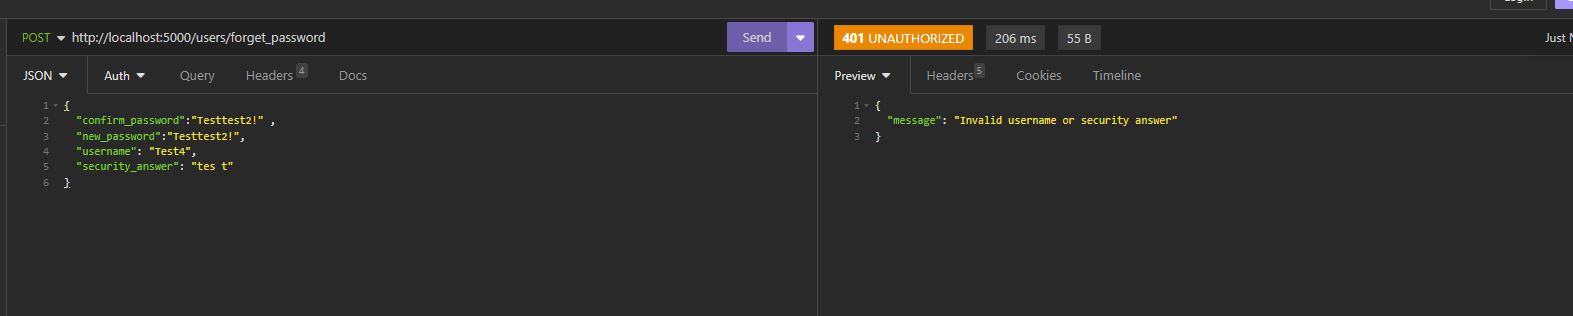 POST http://localhost:5000/users/forget_password Send
401 UNAUTHORIZED 206 ms 55 B Just
JSON Auth Query Headers 4 Docs
Preview Headers 5 Cookies Timeline
1 {
2 "confirm_password":"Testtest2!" ,
3 "new_password":"Testtest2!",
4 "username": "Test4",
5 "security_answer": "tes t"
6 }
1 {
2 "message": "Invalid username or security answer"
3 }